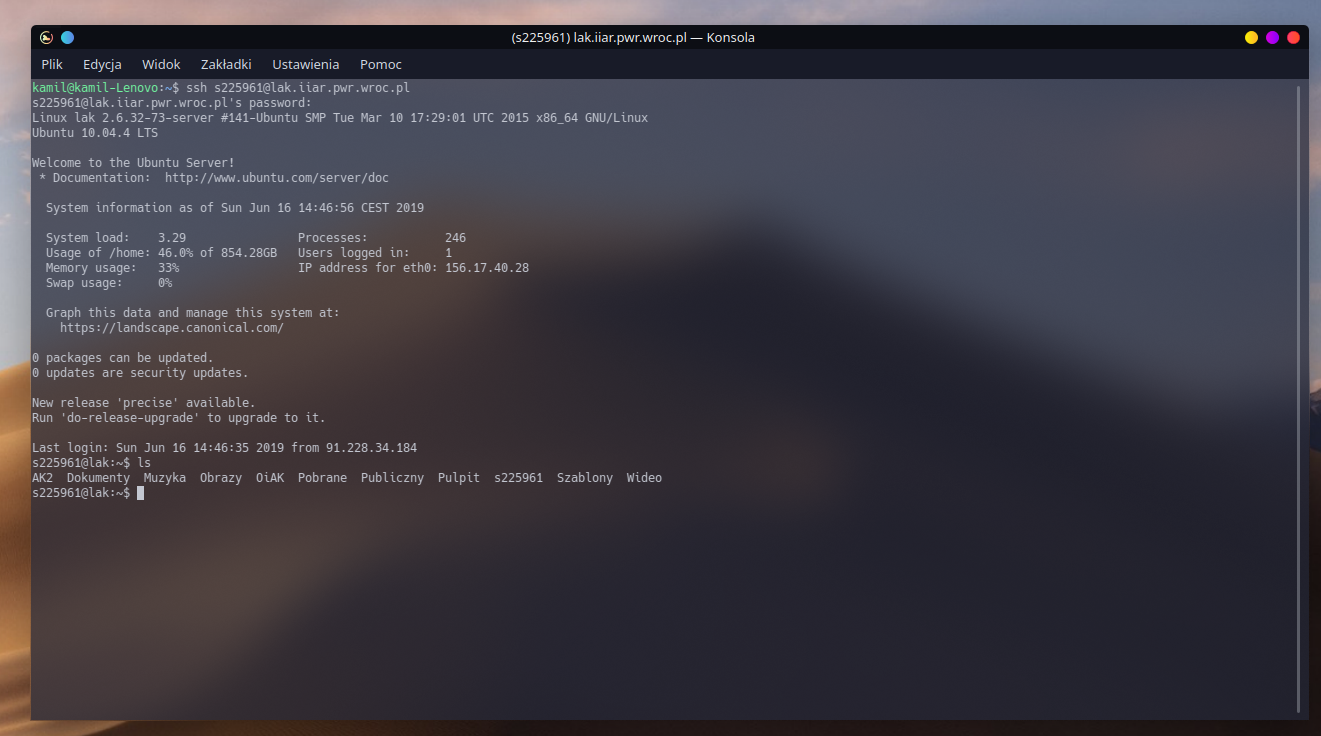 (s225961) lak.iiar.pwr.wroc.pl — Konsola
Plik Edycja Widok Zakładki Ustawienia Pomoc
kamil@kamil-Lenovo:~$ ssh s225961@lak.iiar.pwr.wroc.pl
s225961@lak.iiar.pwr.wroc.pl's password:
Linux lak 2.6.32-73-server #141-Ubuntu SMP Tue Mar 10 17:29:01 UTC 2015 x86_64 GNU/Linux
Ubuntu 10.04.4 LTS
Welcome to the Ubuntu Server!
* Documentation:  http://www.ubuntu.com/server/doc
System information as of Sun Jun 16 14:46:56 CEST 2019
System load:    3.29                Processes:           246
Usage of /home: 46.0% of 854.28GB   Users logged in:     1
Memory usage:   33%                 IP address for eth0: 156.17.40.28
Swap usage:     0%
Graph this data and manage this system at:
https://landscape.canonical.com/
0 packages can be updated.
0 updates are security updates.
New release 'precise' available.
Run 'do-release-upgrade' to upgrade to it.
Last login: Sun Jun 16 14:46:35 2019 from 91.228.34.184
s225961@lak:~$ ls
AK2  Dokumenty  Muzyka  Obrazy  OiAK  Pobrane  Publiczny  Pulpit  s225961  Szablony  Wideo
s225961@lak:~$